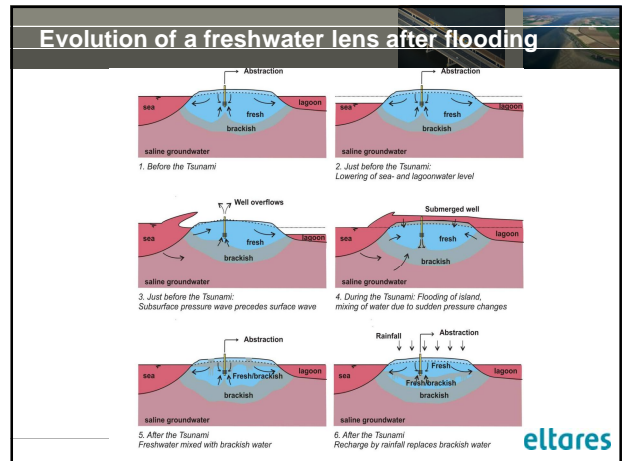 Evolution of a freshwater lens after flooding
Abstraction
sea
lagoon
fresh
brackish
saline groundwater
1. Before the Tsunami
Abstraction
sea
lagoon
fresh
brackish
saline groundwater
2. Just before the Tsunami:
Lowering of sea- and lagoonwater level
Well overflows
sea
lagoon
fresh
brackish
saline groundwater
3. Just before the Tsunami:
Subsurface pressure wave precedes surface wave
Submerged well
sea
lagoon
fresh
brackish
saline groundwater
4. During the Tsunami: Flooding of island,
mixing of water due to sudden pressure changes
Abstraction
sea
lagoon
Fresh/brackish
brackish
saline groundwater
5. After the Tsunami
Freshwater mixed with brackish water
Rainfall
Abstraction
sea
lagoon
Fresh
Fresh/brackish
brackish
saline groundwater
6. After the Tsunami
Recharge by rainfall replaces brackish water
eltares